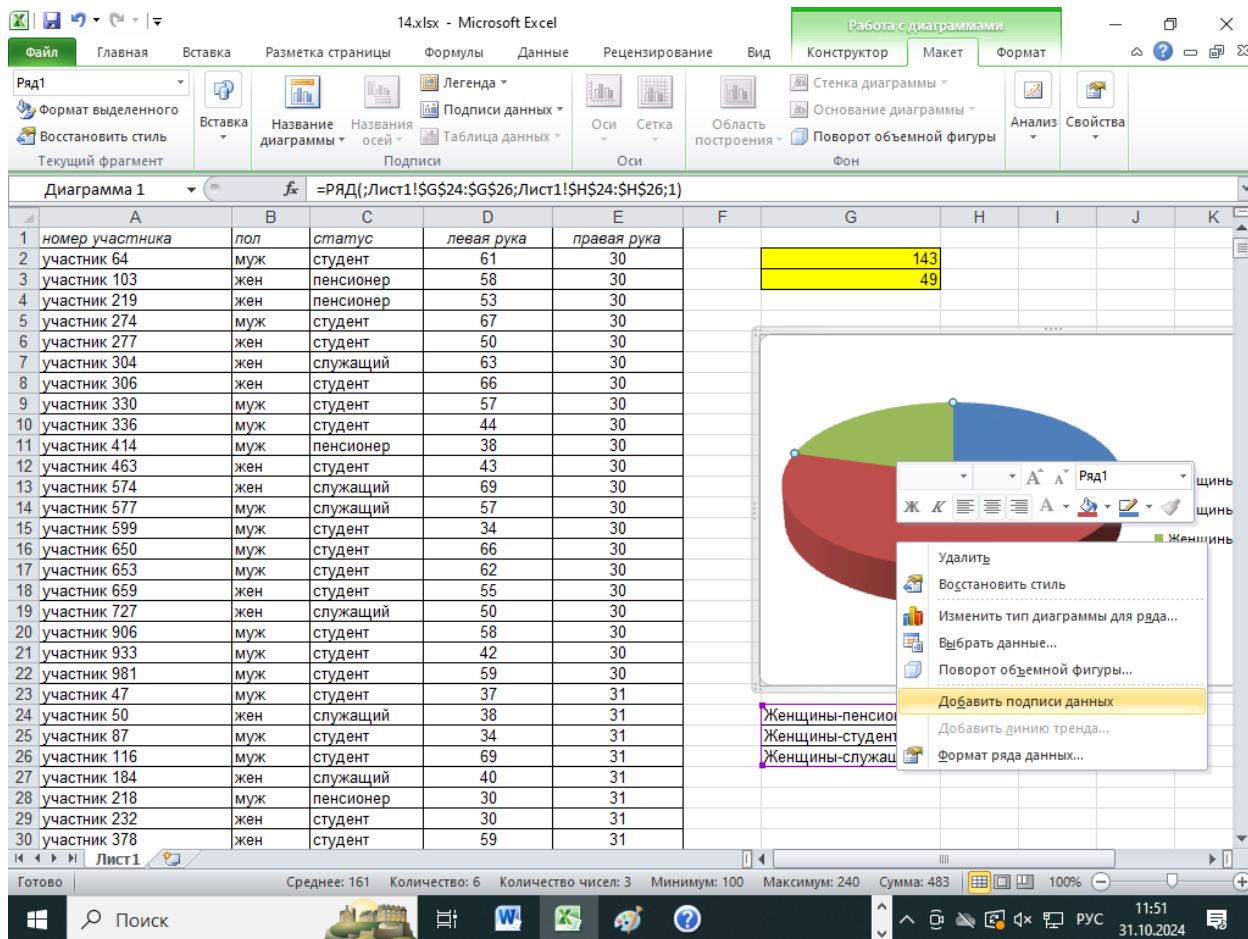 14.xlsx - Microsoft Excel
Работа с диаграммами
Файл Главная Вставка Разметка страницы Формулы Данные Рецензирование Вид Конструктор Макет Формат
Ряд1
Формат выделенного
Восстановить стиль
Текущий фрагмент
Вставка
Название диаграммы
Названия осей
Легенда
Подписи данных
Таблица данных
Подписи
Оси Сетка
Оси
Область построения
Стенка диаграммы
Основание диаграммы
Поворот объемной фигуры
Фон
Анализ Свойства
Диаграмма 1 fx =РЯД(;Лист1!$G$24:$G$26;Лист1!$H$24:$H$26;1)
A B C D E F G H I J K
1 номер участника пол статус левая рука правая рука
2 участник 64 муж студент 61 30 143
3 участник 103 жен пенсионер 58 30 49
4 участник 219 жен пенсионер 53 30
5 участник 274 муж студент 67 30
6 участник 277 жен студент 50 30
7 участник 304 жен служащий 63 30
8 участник 306 жен студент 66 30
9 участник 330 муж студент 57 30
10 участник 336 муж студент 44 30
11 участник 414 муж пенсионер 38 30
12 участник 463 жен студент 43 30
13 участник 574 жен служащий 69 30
14 участник 577 муж служащий 57 30
15 участник 599 муж студент 34 30
16 участник 650 муж студент 66 30
17 участник 653 муж студент 62 30
18 участник 659 жен студент 55 30
19 участник 727 жен служащий 50 30
20 участник 906 муж студент 58 30
21 участник 933 муж студент 42 30
22 участник 981 муж студент 59 30
23 участник 47 муж студент 37 31
24 участник 50 жен служащий 38 31 Женщины-пенсио
25 участник 87 муж студент 34 31 Женщины-студент
26 участник 116 муж студент 69 31 Женщины-служащ
27 участник 184 жен служащий 40 31
28 участник 218 муж пенсионер 30 31
29 участник 232 жен студент 30 31
30 участник 378 жен студент 59 31
A A Ряд1
Ж К A
щинь
щинь
Женщинь
Удалить
Восстановить стиль
Изменить тип диаграммы для ряда...
Выбрать данные...
Поворот объемной фигуры...
Добавить подписи данных
Добавить линию тренда...
Формат ряда данных...
Лист1
Готово Среднее: 161 Количество: 6 Количество чисел: 3 Минимум: 100 Максимум: 240 Сумма: 483 100%
Поиск РУС 11:51
31.10.2024